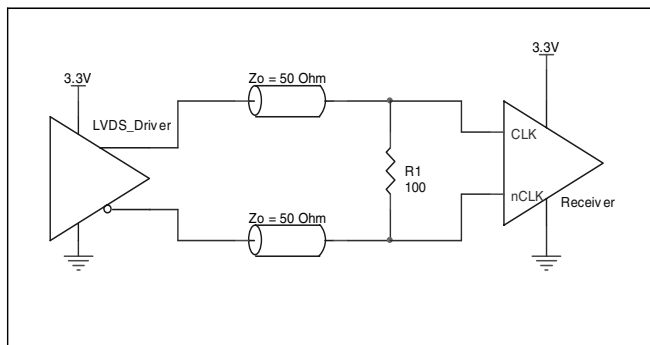 3.3V
LVDS_Driver
Zo = 50 Ohm
Zo = 50 Ohm
R1
100
3.3V
CLK
nCLK
Receiver